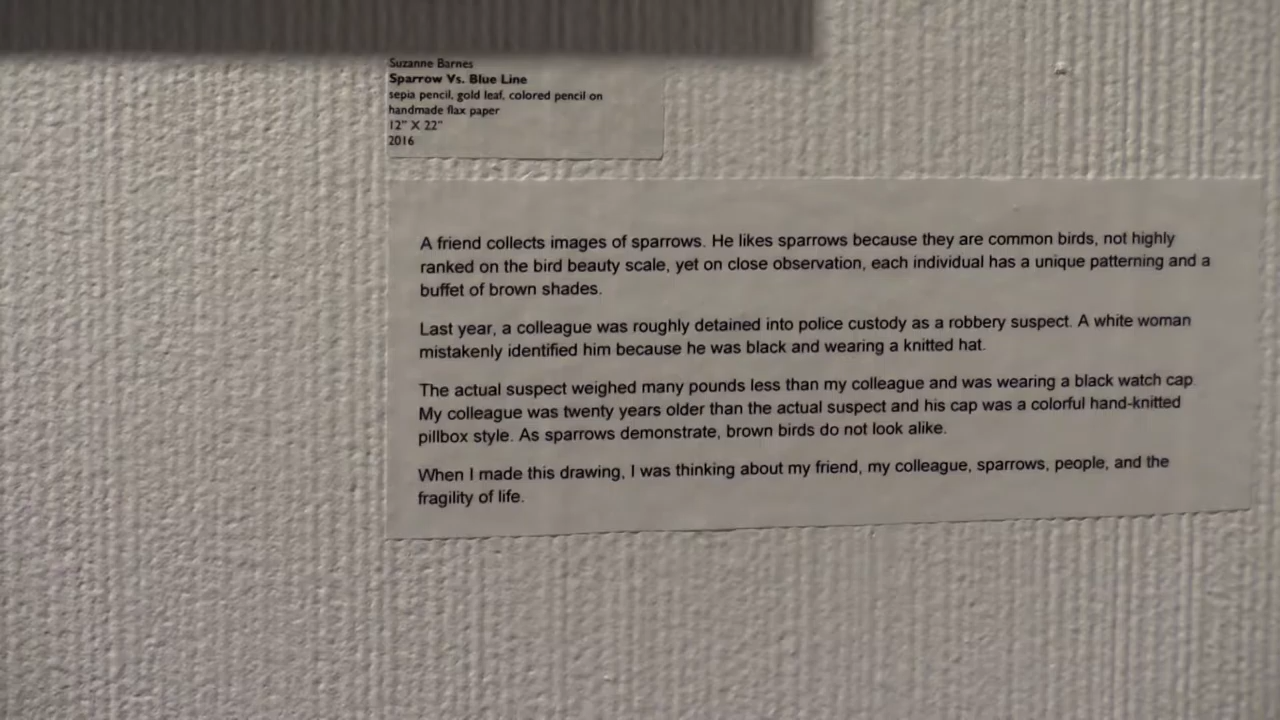 Suzanne Barnes
Sparrow Vs. Blue Line
sepia pencil, gold leaf, colored pencil on
handmade flax paper
12" X 22"
2016
A friend collects images of sparrows. He likes sparrows because they are common birds, not highly
ranked on the bird beauty scale, yet on close observation, each individual has a unique patterning and a
buffet of brown shades.
Last year, a colleague was roughly detained into police custody as a robbery suspect. A white woman
mistakenly identified him because he was black and wearing a knitted hat.
The actual suspect weighed many pounds less than my colleague and was wearing a black watch cap.
My colleague was twenty years older than the actual suspect and his cap was a colorful hand-knitted
pillbox style. As sparrows demonstrate, brown birds do not look alike.
When I made this drawing, I was thinking about my friend, my colleague, sparrows, people, and the
fragility of life.